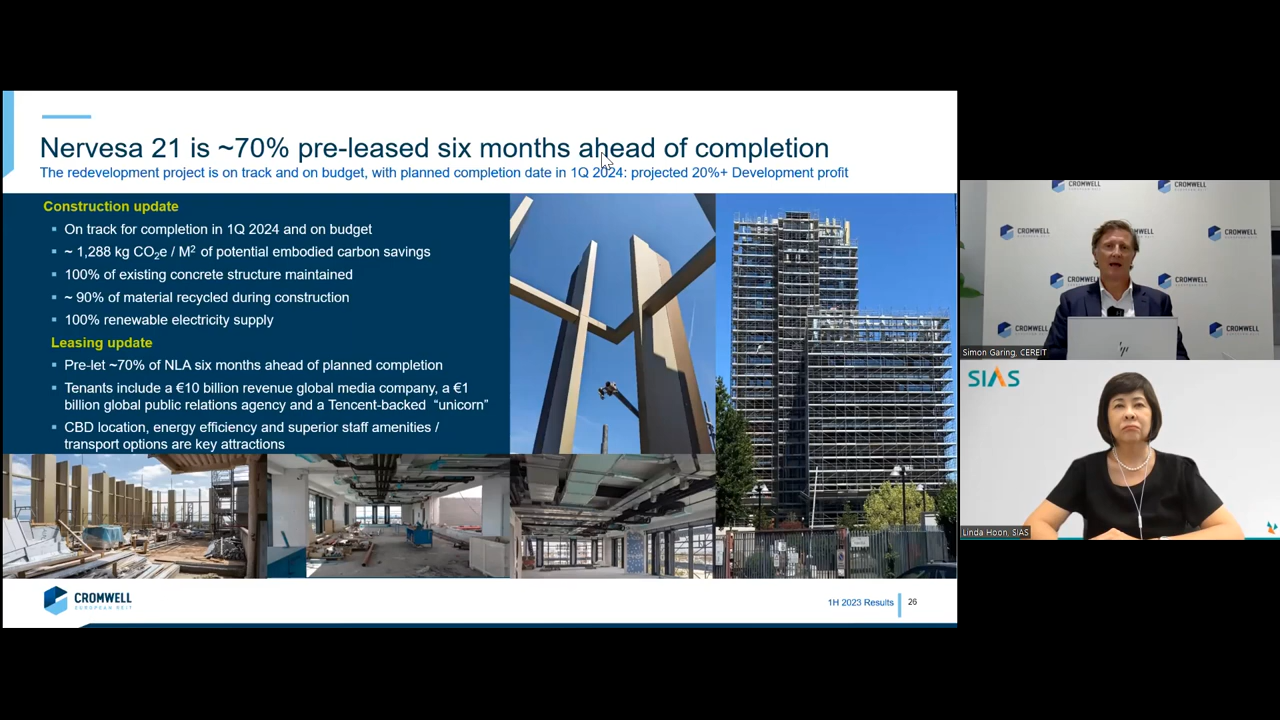 Nervesa 21 is ~70% pre-leased six months ahead of completion
The redevelopment project is on track and on budget, with planned completion date in 1Q 2024: projected 20%+ Development profit
Construction update
▪ On track for completion in 1Q 2024 and on budget
▪ ~ 1,288 kg CO₂e / M² of potential embodied carbon savings
▪ 100% of existing concrete structure maintained
▪ ~ 90% of material recycled during construction
▪ 100% renewable electricity supply
Leasing update
▪ Pre-let ~70% of NLA six months ahead of planned completion
▪ Tenants include a €10 billion revenue global media company, a €1
billion global public relations agency and a Tencent-backed "unicorn"
▪ CBD location, energy efficiency and superior staff amenities /
transport options are key attractions
CROMWELL
EUROPEAN REIT
1H 2023 Results
26
CROMWELL
CROMWELL
CROMWELL
CROMWELL
CROMWELL
CROMWELL
CROMWELL
CROMWELL
hp
Simon Garing, CEREIT
SIAS
Linda Hoon, SIAS